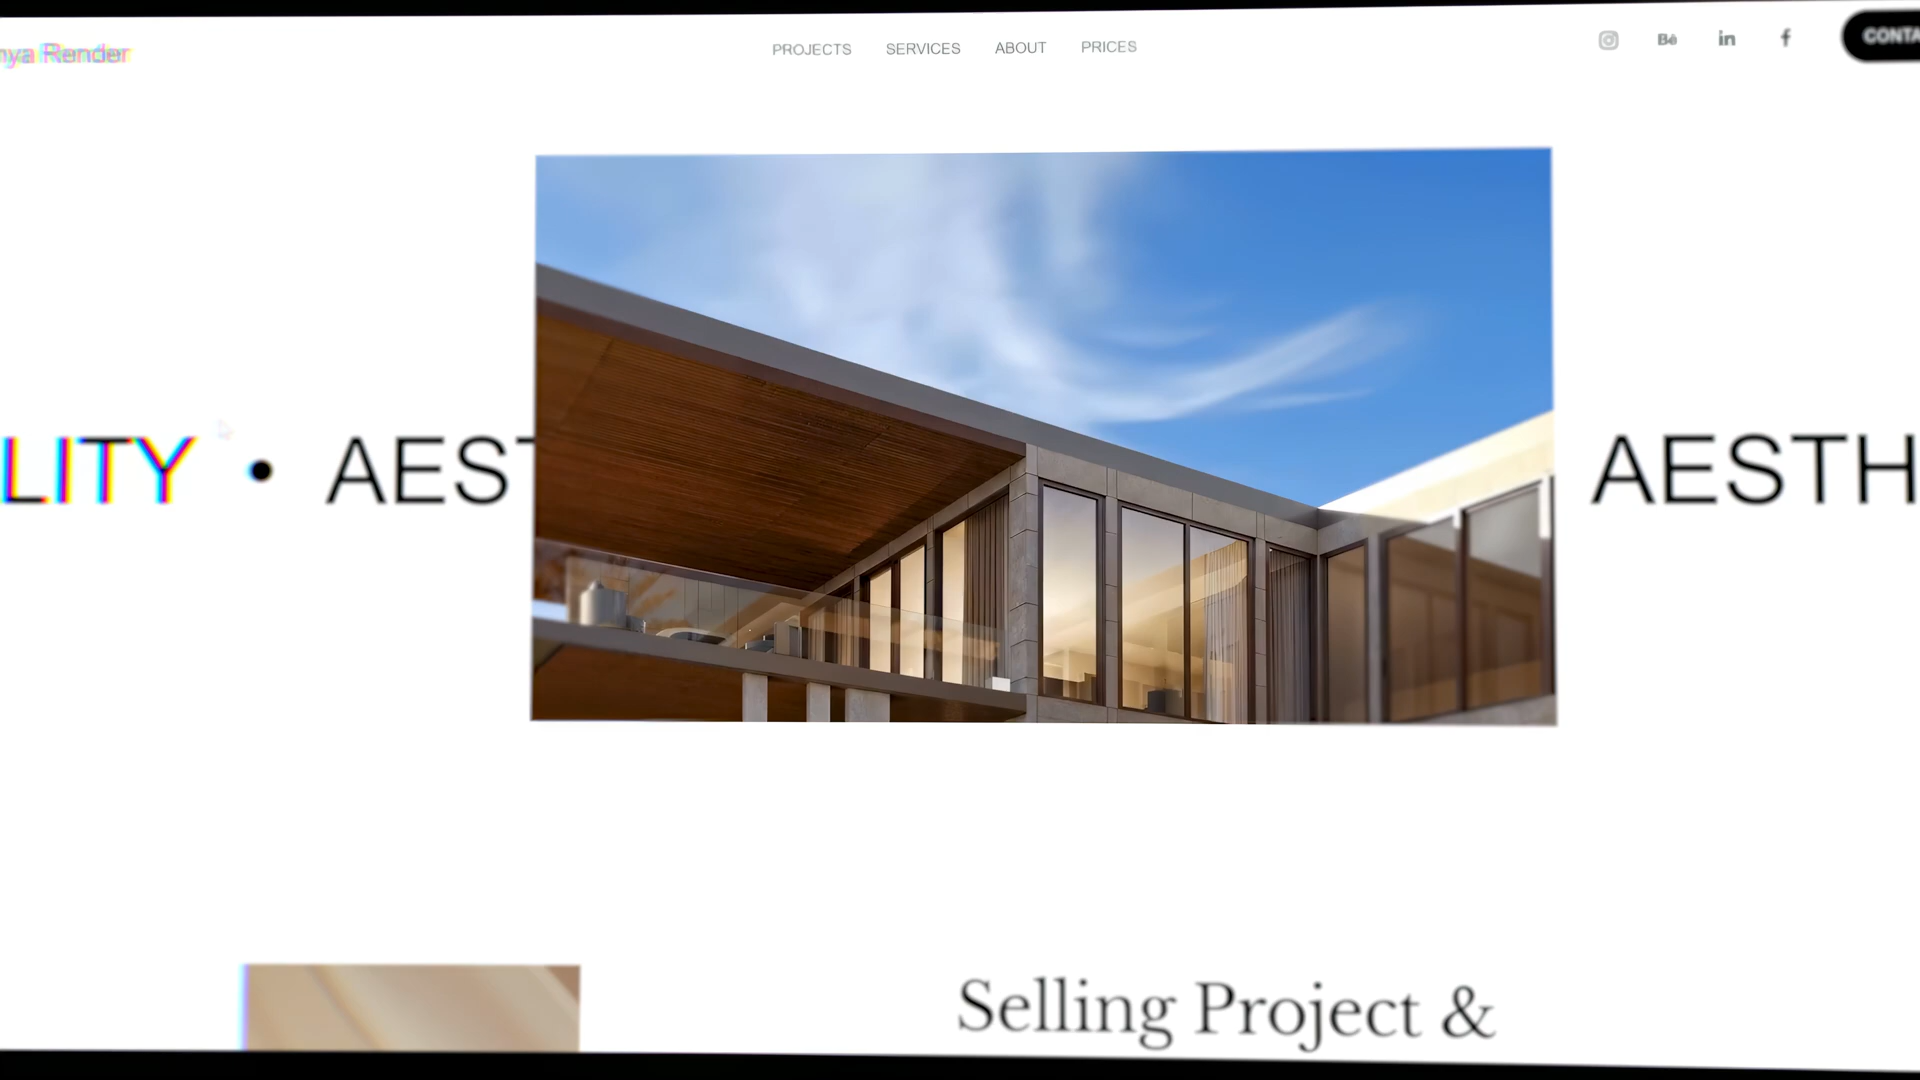 nya Render
PROJECTS SERVICES ABOUT PRICES
Bē in f
CONTA
LITY • AEST
AESTH
Selling Project &